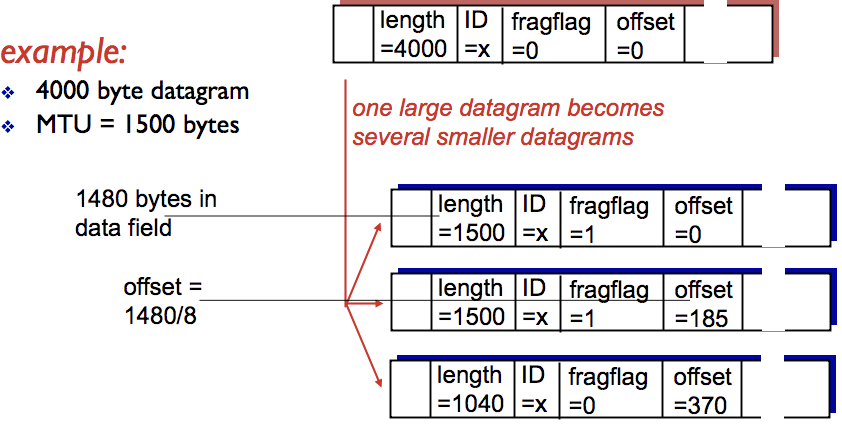 length ID fragflag offset
=4000 =x =0 =0
example:
❖ 4000 byte datagram
❖ MTU = 1500 bytes
one large datagram becomes
several smaller datagrams
1480 bytes in
data field
length ID fragflag offset
=1500 =x =1 =0
offset =
1480/8
length ID fragflag offset
=1500 =x =1 =185
length ID fragflag offset
=1040 =x =0 =370